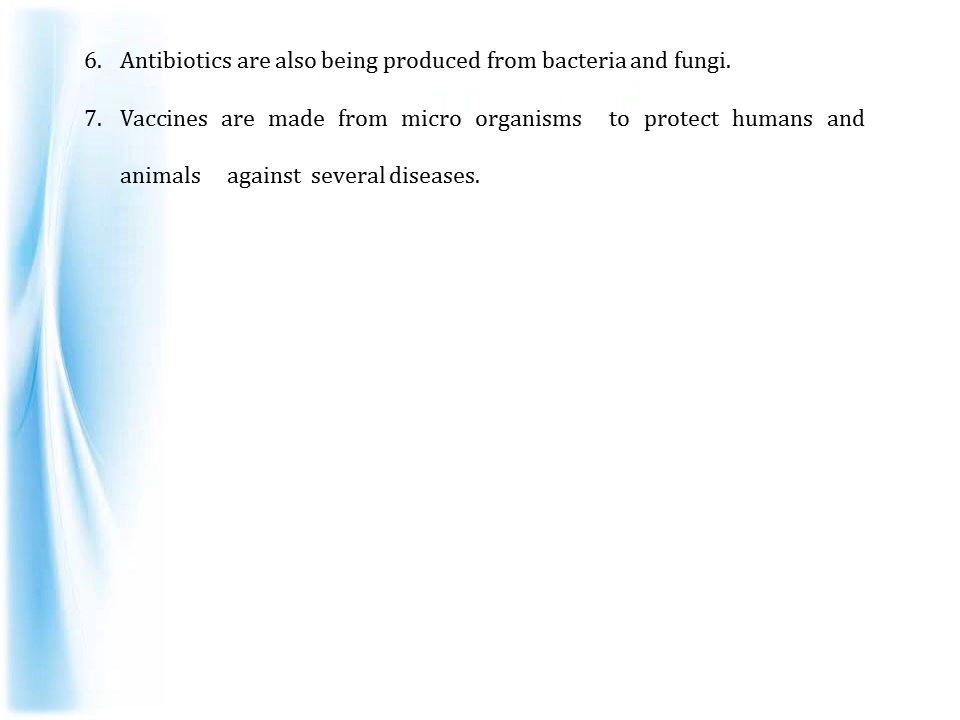 6. Antibiotics are also being produced from bacteria and fungi.
7. Vaccines are made from micro organisms to protect humans and
animals against several diseases.